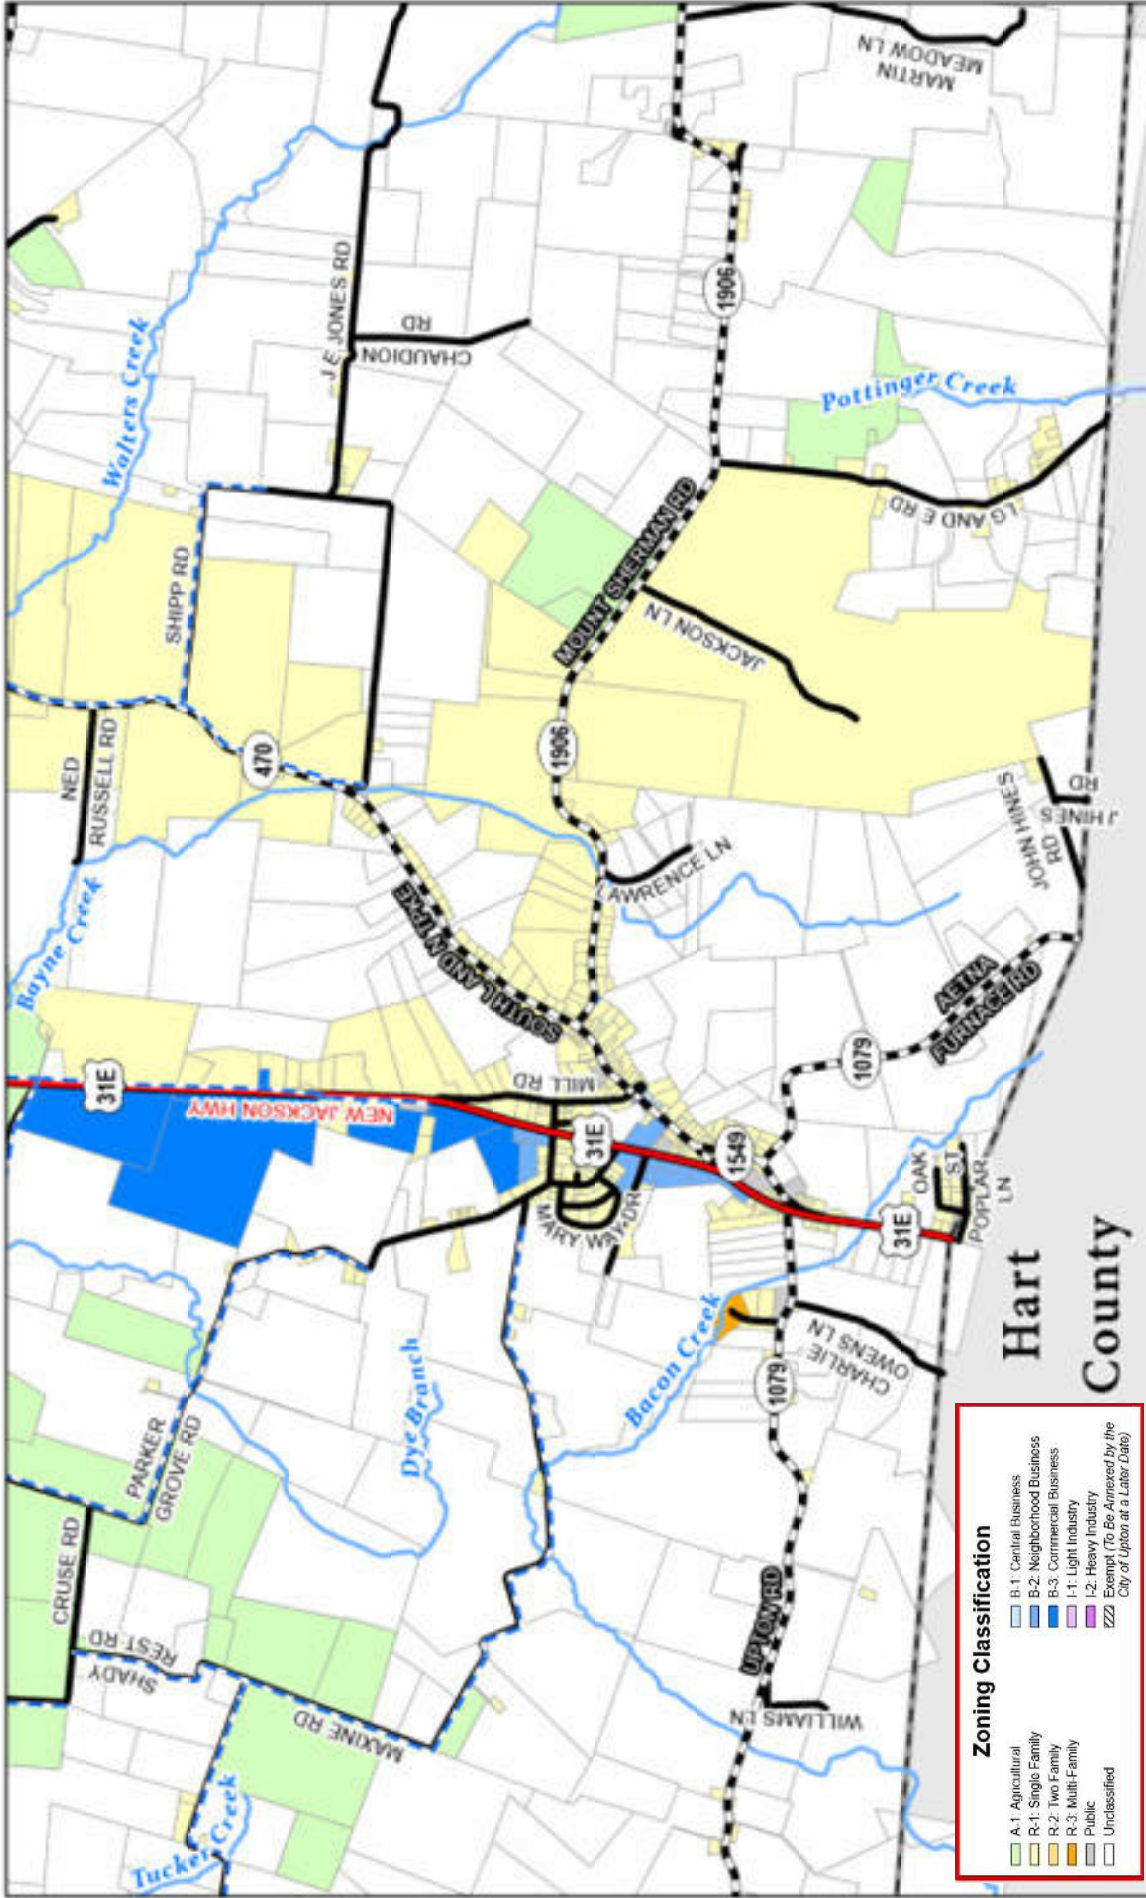 MARTIN
MEADOW LN
J E JONES RD
CHAUDION
RD
1906
Walters Creek
Pottinger Creek
MOUNT SHERMAN RD
LG AND E RD
SHIPP RD
JACKSON LN
NED
RUSSELL RD
470
1906
JOHN HINES
RD
J HINES
RD
LAWRENCE LN
Bayne Creek
SOUTH L AND N TPKE
AETNA
FURNACE RD
1079
31E
NEW JACKSON HWY
MILL RD
31E
1549
OAK
ST
POPLAR
LN
31E
MARY WAY DR
Bacon Creek
CHARLIE
OWENS LN
1079
Hart
County
Dye Branch
PARKER
GROVE RD
CRUSE RD
SHADY
REST RD
MAXINE RD
UPTON RD
WILLIAMS LN
Tucker Creek
Zoning Classification
A-1: Agricultural
R-1: Single Family
R-2: Two Family
R-3: Multi-Family
Public
Unclassified
B-1: Central Business
B-2: Neighborhood Business
B-3: Commercial Business
I-1: Light Industry
I-2: Heavy Industry
Exempt (To Be Annexed by the
City of Upton at a Later Date)